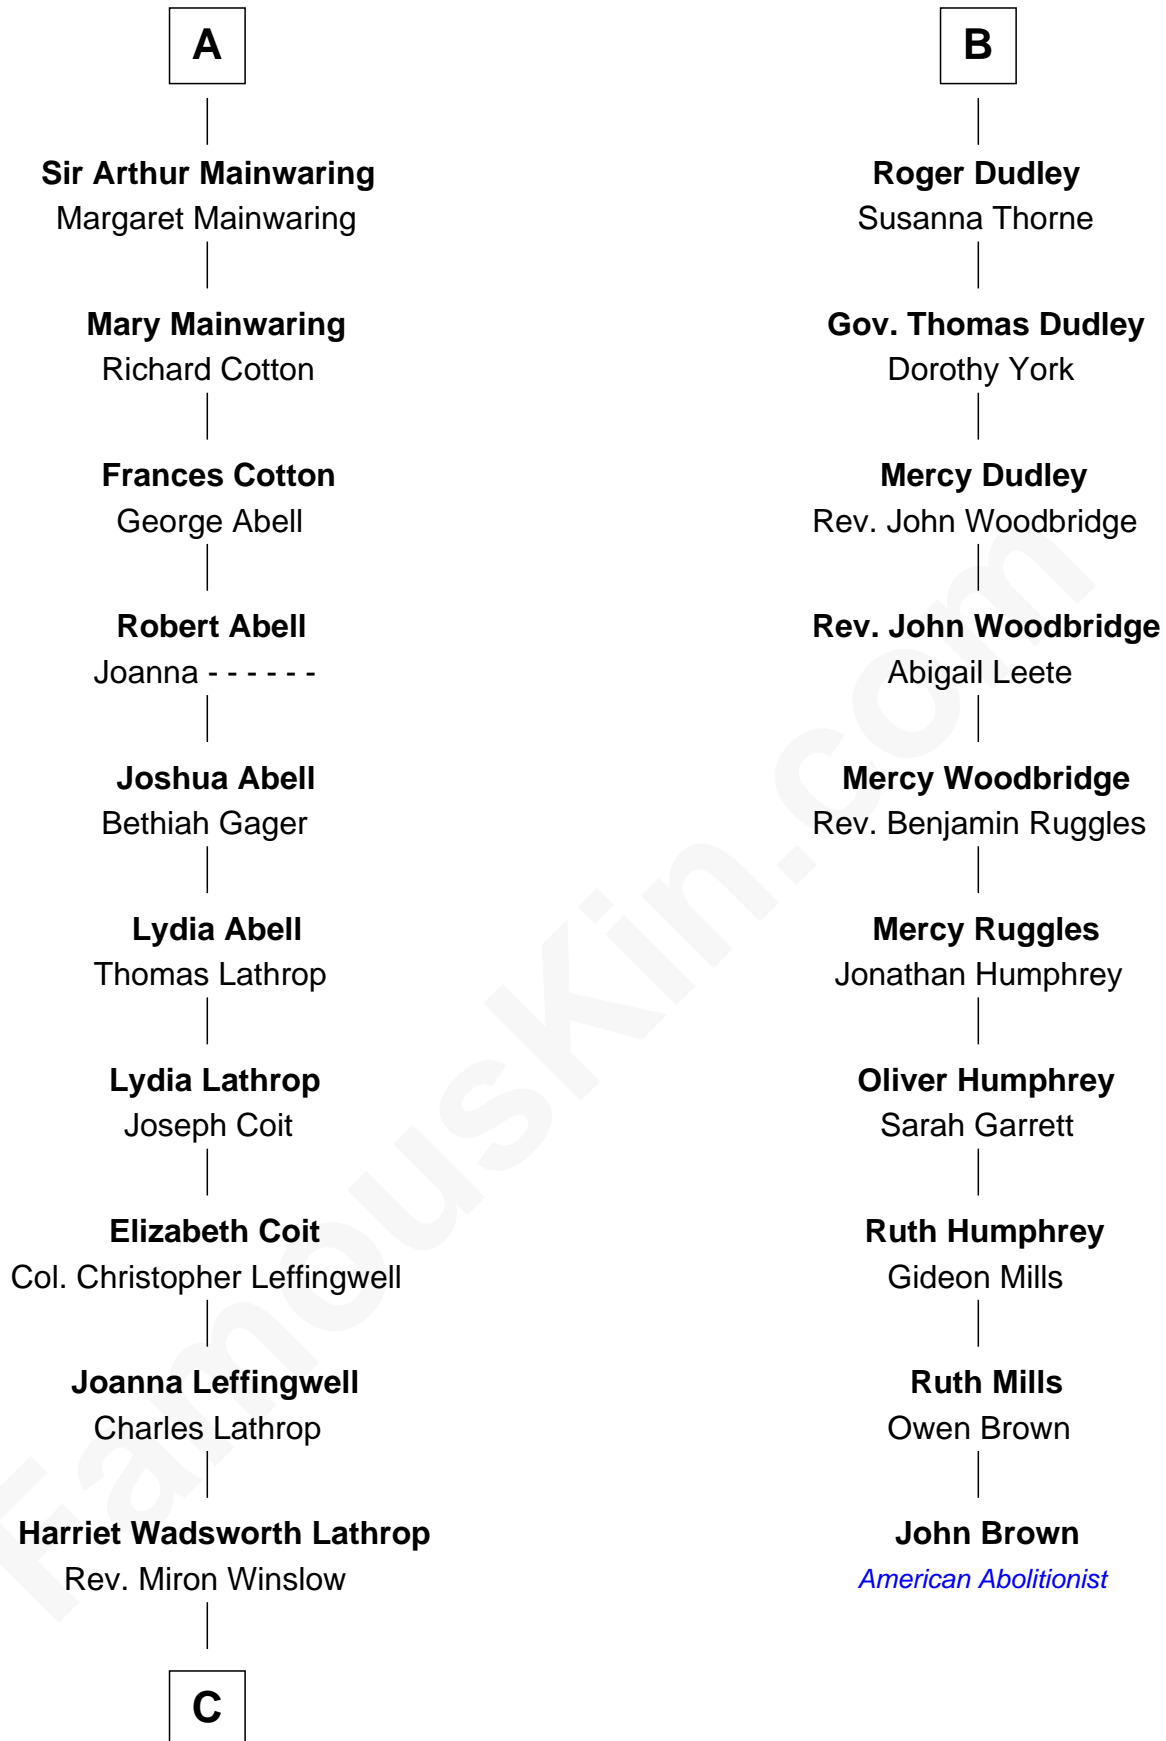 A
Sir Arthur Mainwaring
Margaret Mainwaring
Mary Mainwaring
Richard Cotton
Frances Cotton
George Abell
Robert Abell
Joanna - - - - - -
Joshua Abell
Bethiah Gager
Lydia Abell
Thomas Lathrop
Lydia Lathrop
Joseph Coit
Elizabeth Coit
Col. Christopher Leffingwell
Joanna Leffingwell
Charles Lathrop
Harriet Wadsworth Lathrop
Rev. Miron Winslow
C
B
Roger Dudley
Susanna Thorne
Gov. Thomas Dudley
Dorothy York
Mercy Dudley
Rev. John Woodbridge
Rev. John Woodbridge
Abigail Leete
Mercy Woodbridge
Rev. Benjamin Ruggles
Mercy Ruggles
Jonathan Humphrey
Oliver Humphrey
Sarah Garrett
Ruth Humphrey
Gideon Mills
Ruth Mills
Owen Brown
John Brown
American Abolitionist
FamousKin.com